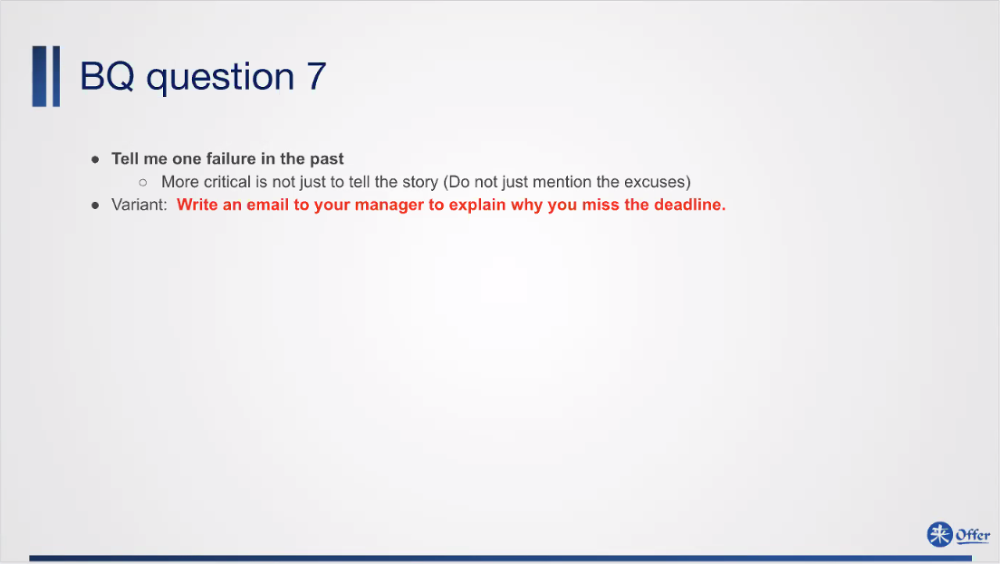 BQ question 7
● Tell me one failure in the past
○ More critical is not just to tell the story (Do not just mention the excuses)
● Variant: Write an email to your manager to explain why you miss the deadline.
来 Offer